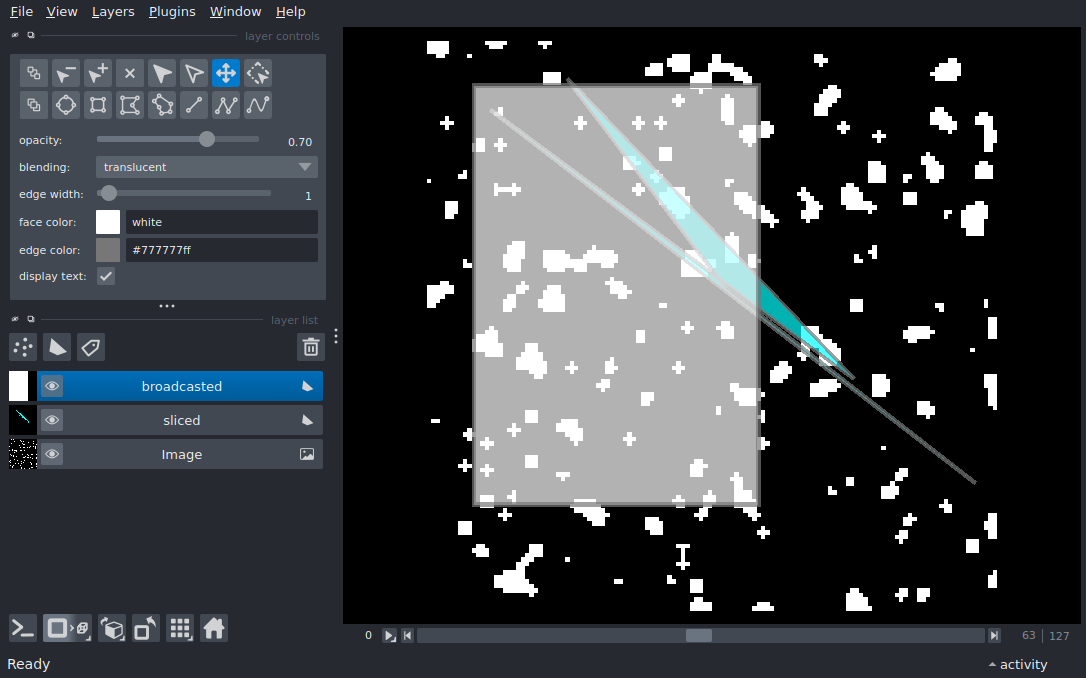 File View Layers Plugins Window Help
layer controls
opacity: 0.70
blending: translucent
edge width: 1
face color: white
edge color: #777777ff
display text:
layer list
broadcasted
sliced
Image
0 63 127
Ready activity